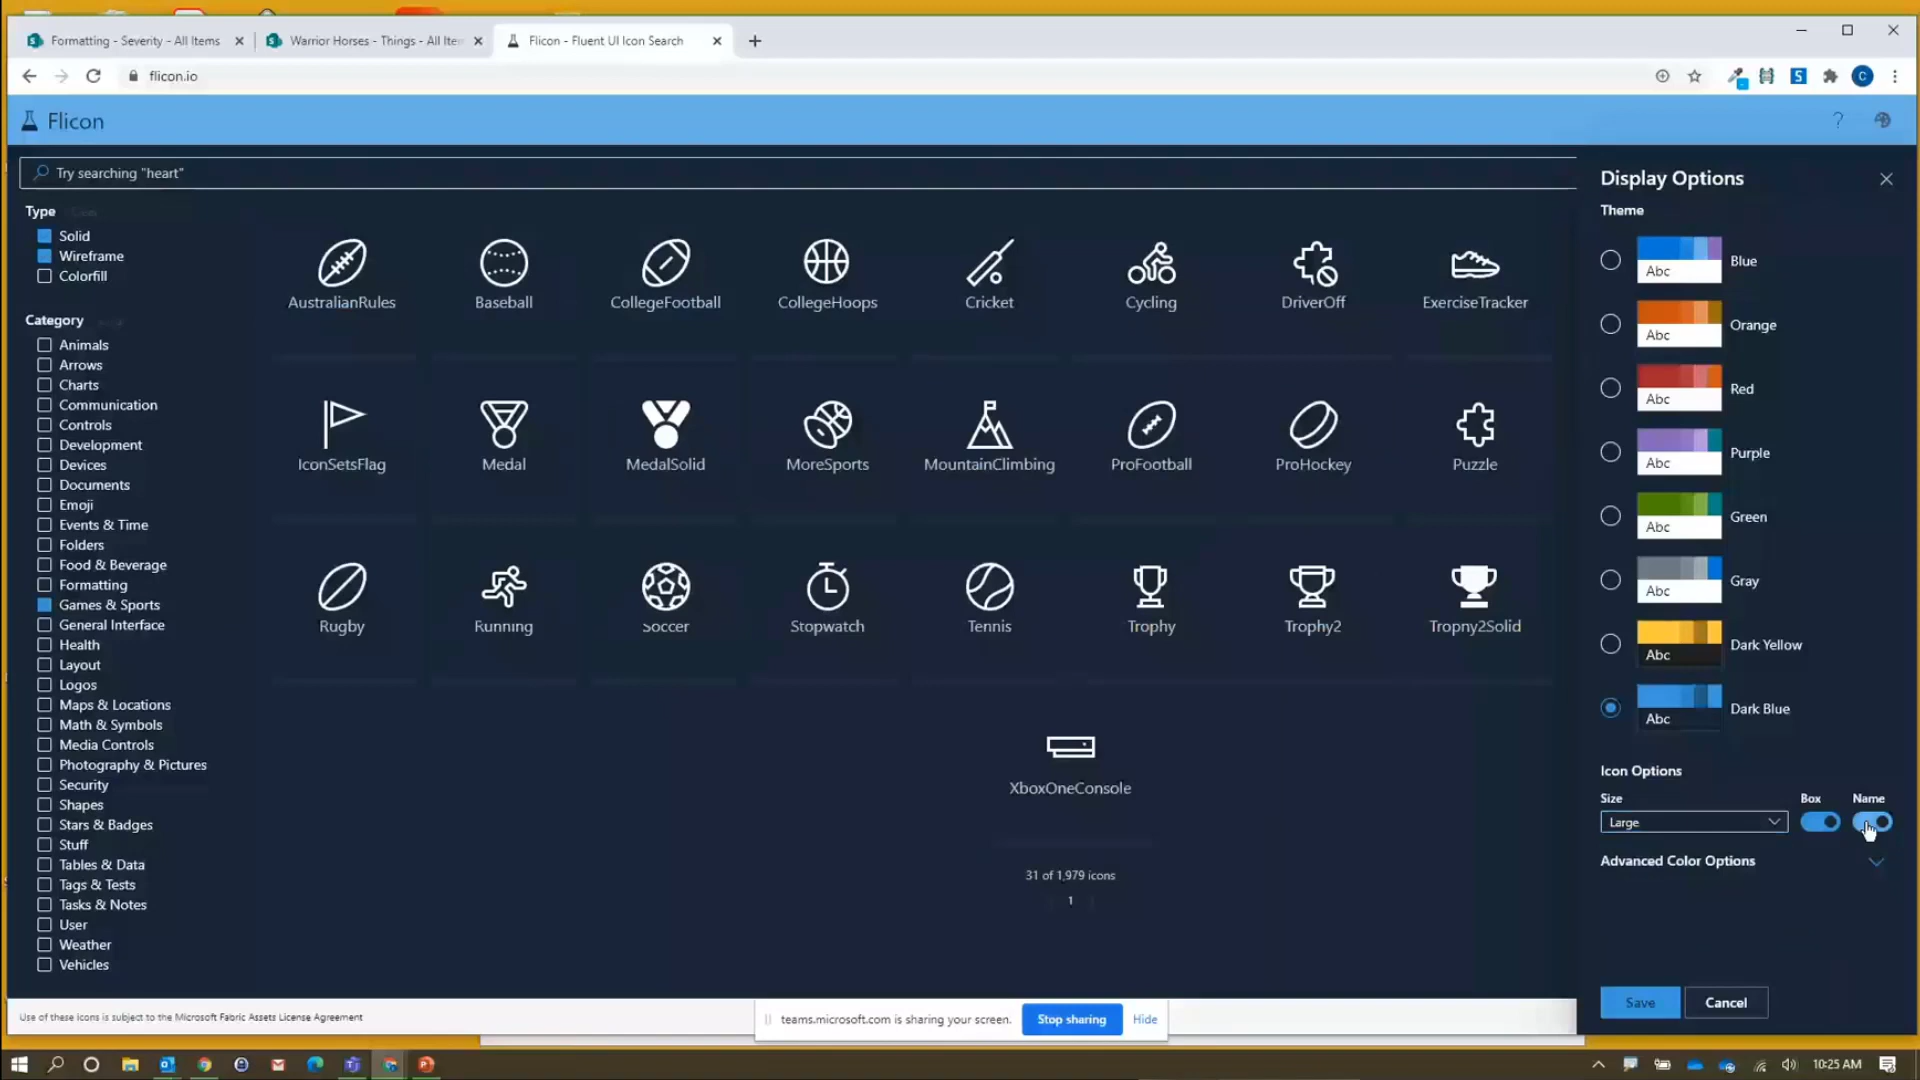 Formatting - Severity - All Items
Warrior Horses - Things - All Iten
Flicon - Fluent UI Icon Search
flicon.io
S
C
Flicon
?
Try searching "heart"
Type
Solid
Wireframe
Colorfill
Category
Animals
Arrows
Charts
Communication
Controls
Development
Devices
Documents
Emoji
Events & Time
Folders
Food & Beverage
Formatting
Games & Sports
General Interface
Health
Layout
Logos
Maps & Locations
Math & Symbols
Media Controls
Photography & Pictures
Security
Shapes
Stars & Badges
Stuff
Tables & Data
Tags & Tests
Tasks & Notes
User
Weather
Vehicles
AustralianRules
Baseball
CollegeFootball
CollegeHoops
Cricket
Cycling
DriverOff
ExerciseTracker
IconSetsFlag
Medal
MedalSolid
MoreSports
MountainClimbing
ProFootball
ProHockey
Puzzle
Rugby
Running
Soccer
Stopwatch
Tennis
Trophy
Trophy2
Trophy2Solid
XboxOneConsole
31 of 1,979 icons
1
Display Options
Theme
Abc
Blue
Abc
Orange
Abc
Red
Abc
Purple
Abc
Green
Abc
Gray
Abc
Dark Yellow
Abc
Dark Blue
Icon Options
Size
Box
Name
Large
Advanced Color Options
Save
Cancel
Use of these icons is subject to the Microsoft Fabric Assets License Agreement
teams.microsoft.com is sharing your screen.
Stop sharing
Hide
10:25 AM